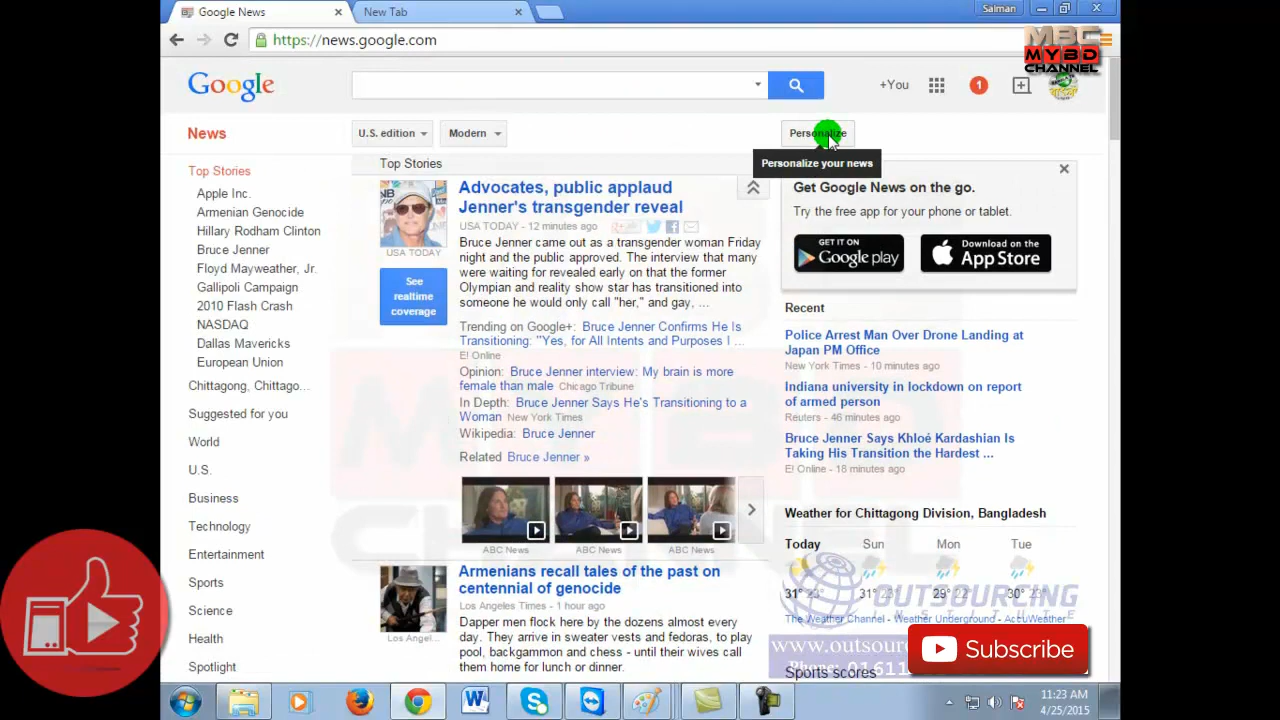 Google News
New Tab
Salman
https://news.google.com
MBC
MYBD
CHANNEL
Google
+You
1
News
U.S. edition
Modern
Personalize
Personalize your news
Top Stories
Apple Inc.
Armenian Genocide
Hillary Rodham Clinton
Bruce Jenner
Floyd Mayweather, Jr.
Gallipoli Campaign
2010 Flash Crash
NASDAQ
Dallas Mavericks
European Union
Chittagong, Chittago...
Suggested for you
World
U.S.
Business
Technology
Entertainment
Sports
Science
Health
Spotlight
Top Stories
USA TODAY
See
realtime
coverage
Advocates, public applaud
Jenner's transgender reveal
USA TODAY - 12 minutes ago
Bruce Jenner came out as a transgender woman Friday
night and the public approved. The interview that many
were waiting for revealed early on that the former
Olympian and reality show star has transitioned into
someone he would only call "her," and gay, ...
Trending on Google+: Bruce Jenner Confirms He Is
Transitioning: "Yes, for All Intents and Purposes I ...
E! Online
Opinion: Bruce Jenner interview: My brain is more
female than male Chicago Tribune
In Depth: Bruce Jenner Says He's Transitioning to a
Woman New York Times
Wikipedia: Bruce Jenner
Related Bruce Jenner »
ABC News ABC News ABC News
Los Angel...
Armenians recall tales of the past on
centennial of genocide
Los Angeles Times - 1 hour ago
Dapper men flock here by the dozens almost every
day. They arrive in sweater vests and fedoras, to play
pool, backgammon and chess - until their wives call
them home for lunch or dinner.
Get Google News on the go.
Try the free app for your phone or tablet.
GET IT ON
Google play
Download on the
App Store
Recent
Police Arrest Man Over Drone Landing at
Japan PM Office
New York Times - 10 minutes ago
Indiana university in lockdown on report
of armed person
Reuters - 46 minutes ago
Bruce Jenner Says Khloé Kardashian Is
Taking His Transition the Hardest ...
E! Online - 18 minutes ago
Weather for Chittagong Division, Bangladesh
Today Sun Mon Tue
The Weather Channel - Weather Underground - AccuWeather
OUTSOURCING
INSTITUTE
www.outsour
Phone: 01611
Sports scores
Subscribe
11:23 AM
4/25/2015